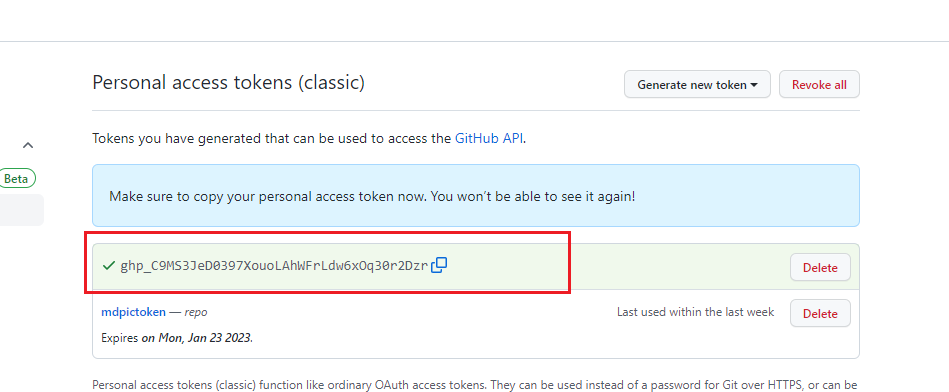 Personal access tokens (classic)
Generate new token
Revoke all
Tokens you have generated that can be used to access the GitHub API.
Beta
Make sure to copy your personal access token now. You won't be able to see it again!
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
Delete
mdpictoken — repo
Last used within the last week
Delete
Expires on Mon, Jan 23 2023.
Personal access tokens (classic) function like ordinary OAuth access tokens. They can be used instead of a password for Git over HTTPS, or can be